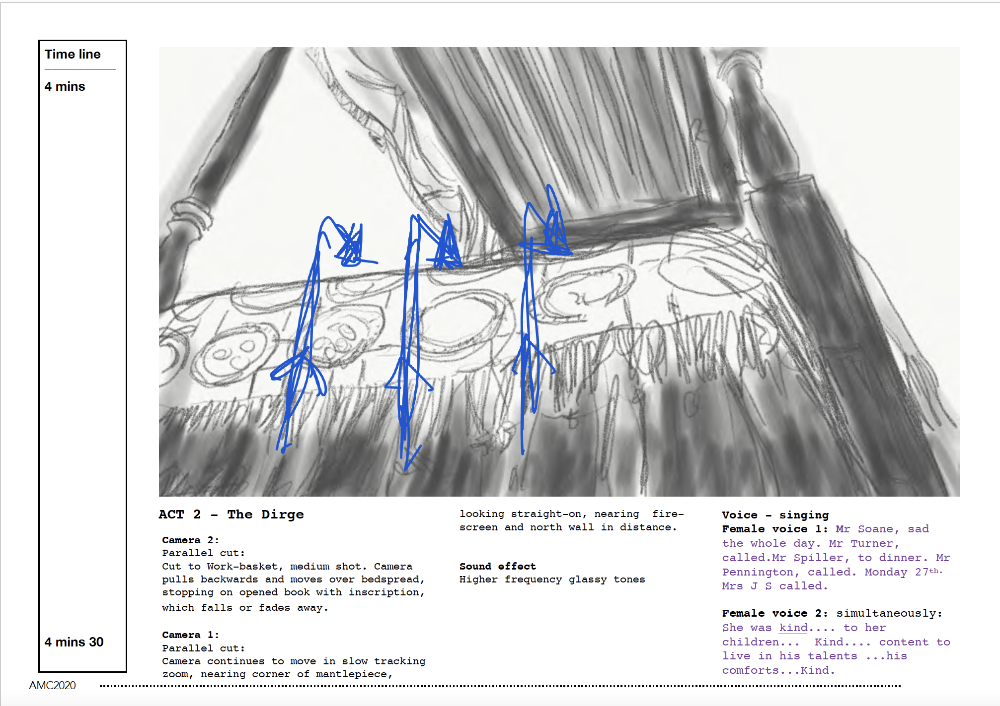 Time line
4 mins
4 mins 30
ACT 2 – The Dirge
Camera 2:
Parallel cut:
Cut to Work-basket, medium shot. Camera
pulls backwards and moves over bedspread,
stopping on opened book with inscription,
which falls or fades away.
Camera 1:
Parallel cut:
Camera continues to move in slow tracking
zoom, nearing corner of mantlepiece,
looking straight-on, nearing fire-
screen and north wall in distance.
Sound effect
Higher frequency glassy tones
Voice – singing
Female voice 1: Mr Soane, sad
the whole day. Mr Turner,
called.Mr Spiller, to dinner. Mr
Pennington, called. Monday 27th.
Mrs J S called.
Female voice 2: simultaneously:
She was kind.... to her
children... Kind.... content to
live in his talents ...his
comforts...Kind.
AMC2020